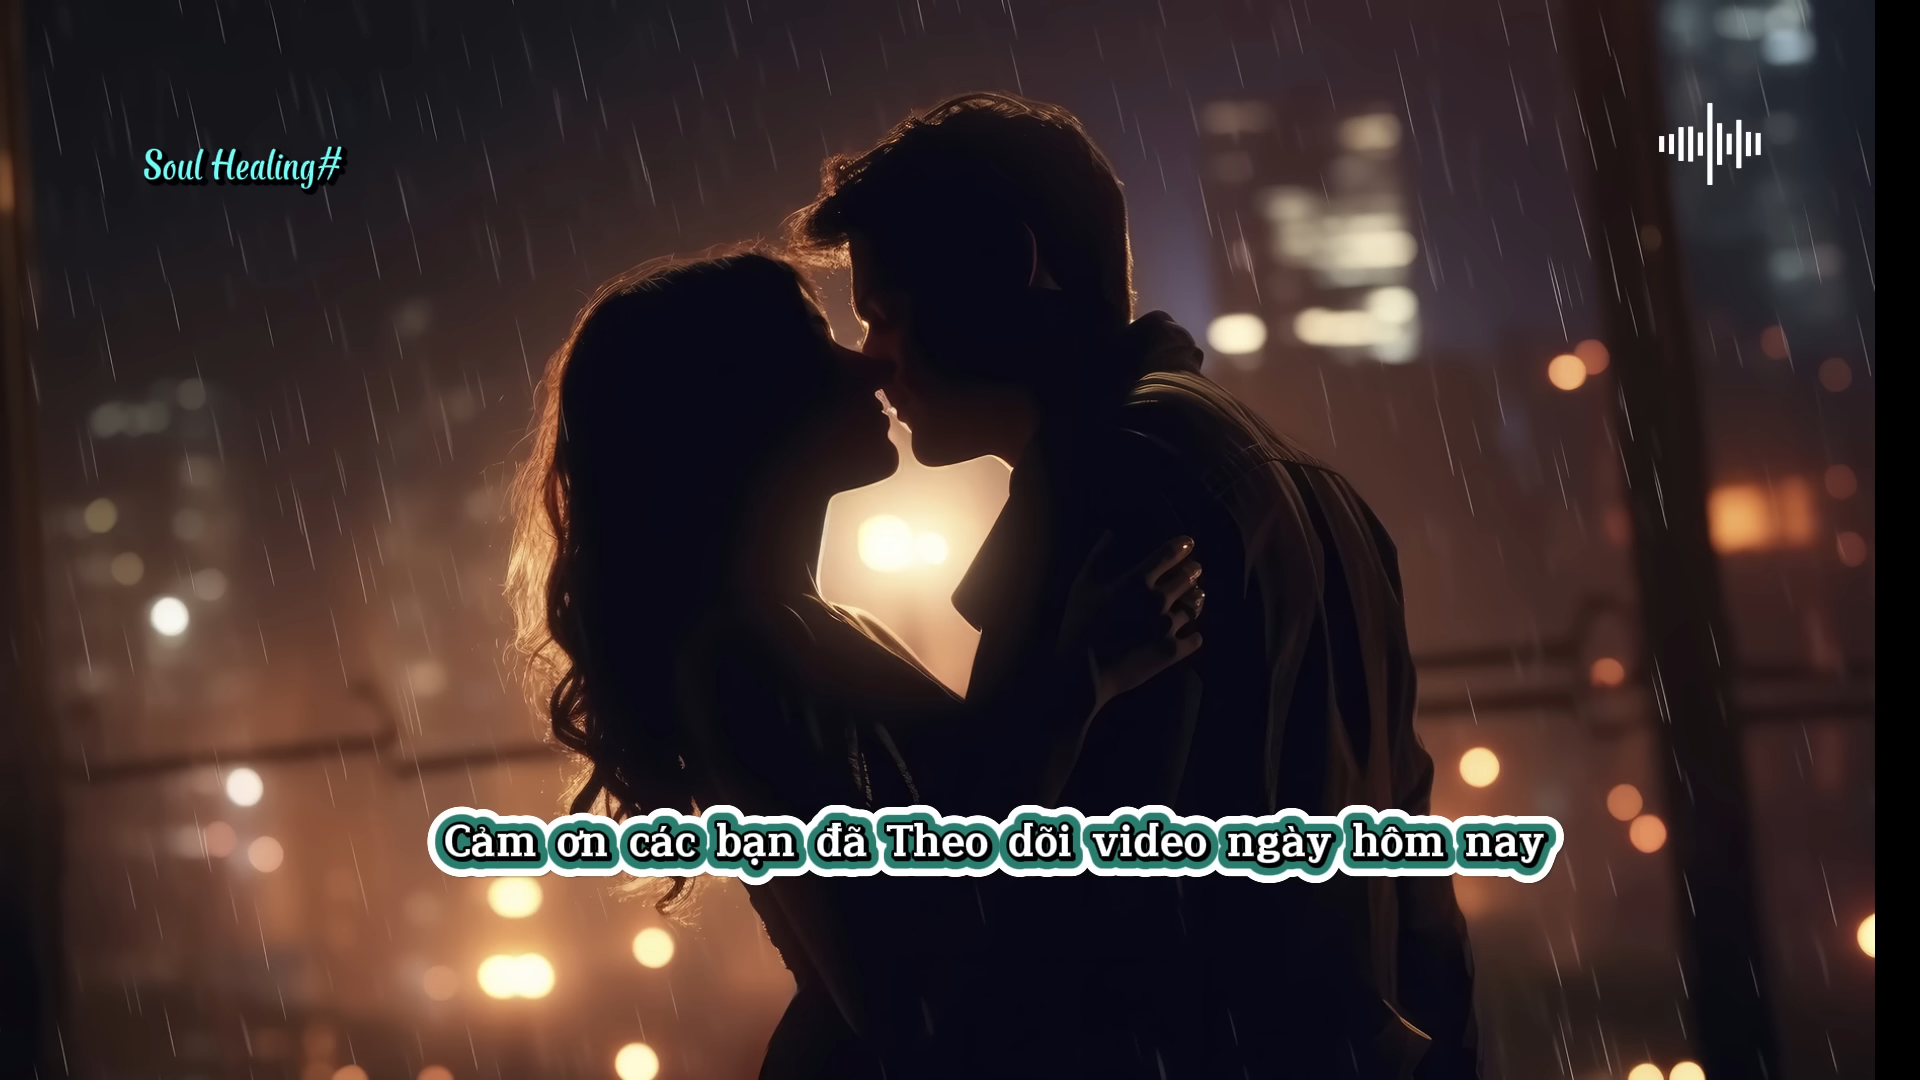 Soul Healing#
Cảm ơn các bạn đã Theo dõi video ngày hôm nay